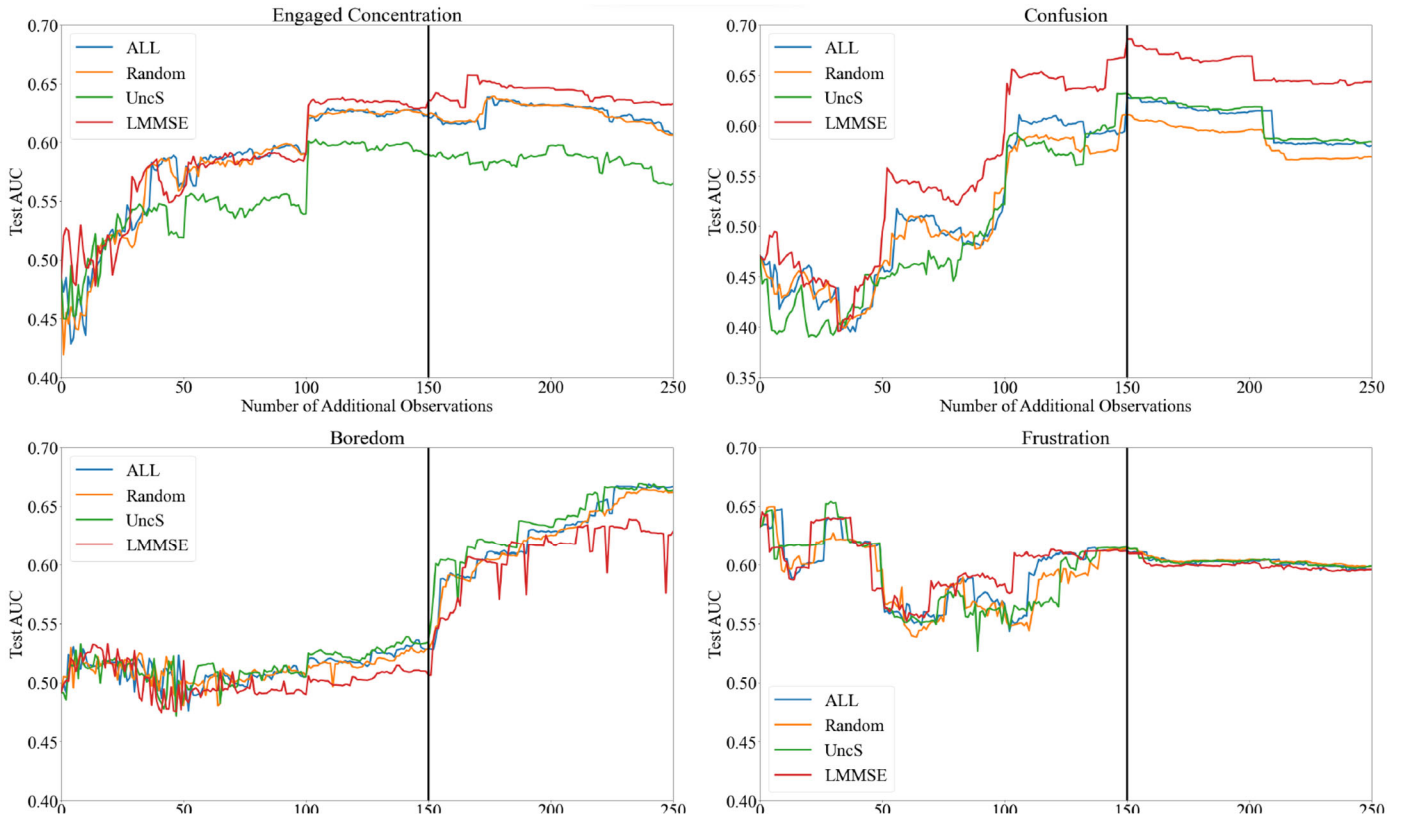 Engaged Concentration
0.70
0.65
0.60
0.55
0.50
0.45
0.40
Test AUC
ALL
Random
UncS
LMMSE
0 50 100 150 200 250
Number of Additional Observations
Confusion
0.70
0.65
0.60
0.55
0.50
0.45
0.40
0.35
Test AUC
ALL
Random
UncS
LMMSE
0 50 100 150 200 250
Number of Additional Observations
Boredom
0.70
0.65
0.60
0.55
0.50
0.45
0.40
Test AUC
ALL
Random
UncS
LMMSE
0 50 100 150 200 250
Frustration
0.70
0.65
0.60
0.55
0.50
0.45
0.40
Test AUC
ALL
Random
UncS
LMMSE
0 50 100 150 200 250